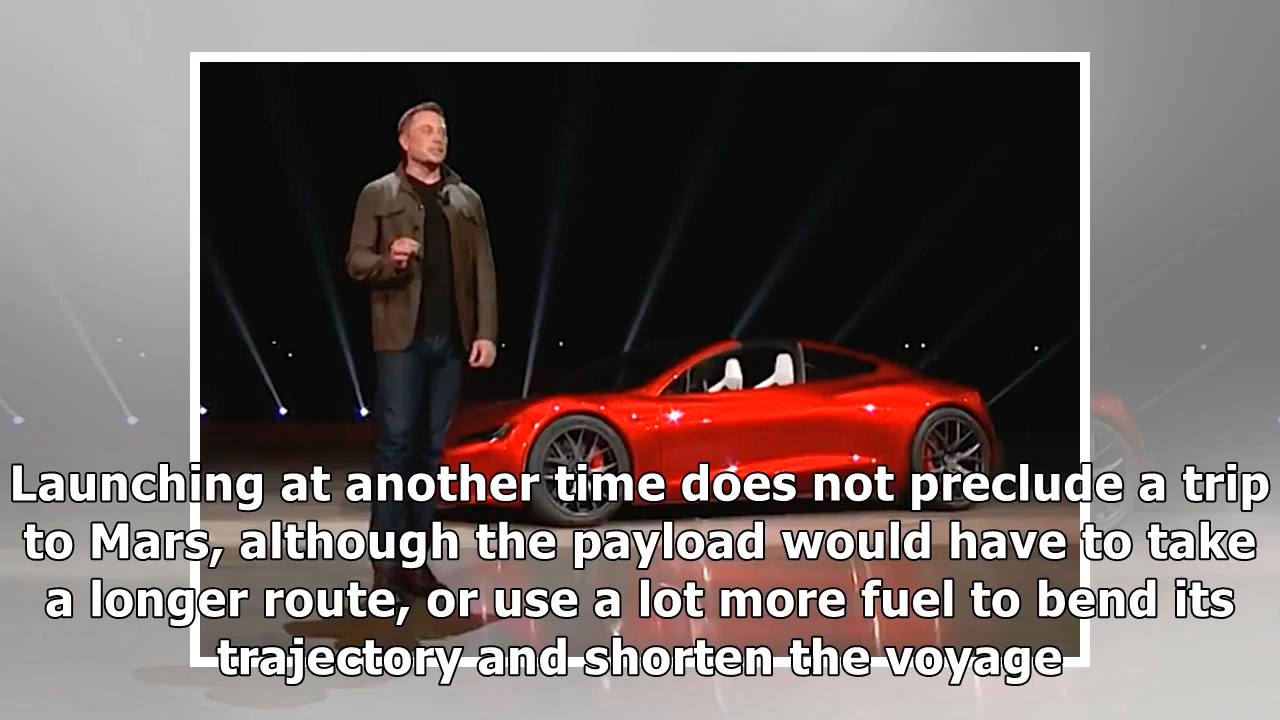 Launching at another time does not preclude a trip
to Mars, although the payload would have to take
a longer route, or use a lot more fuel to bend its
trajectory and shorten the voyage